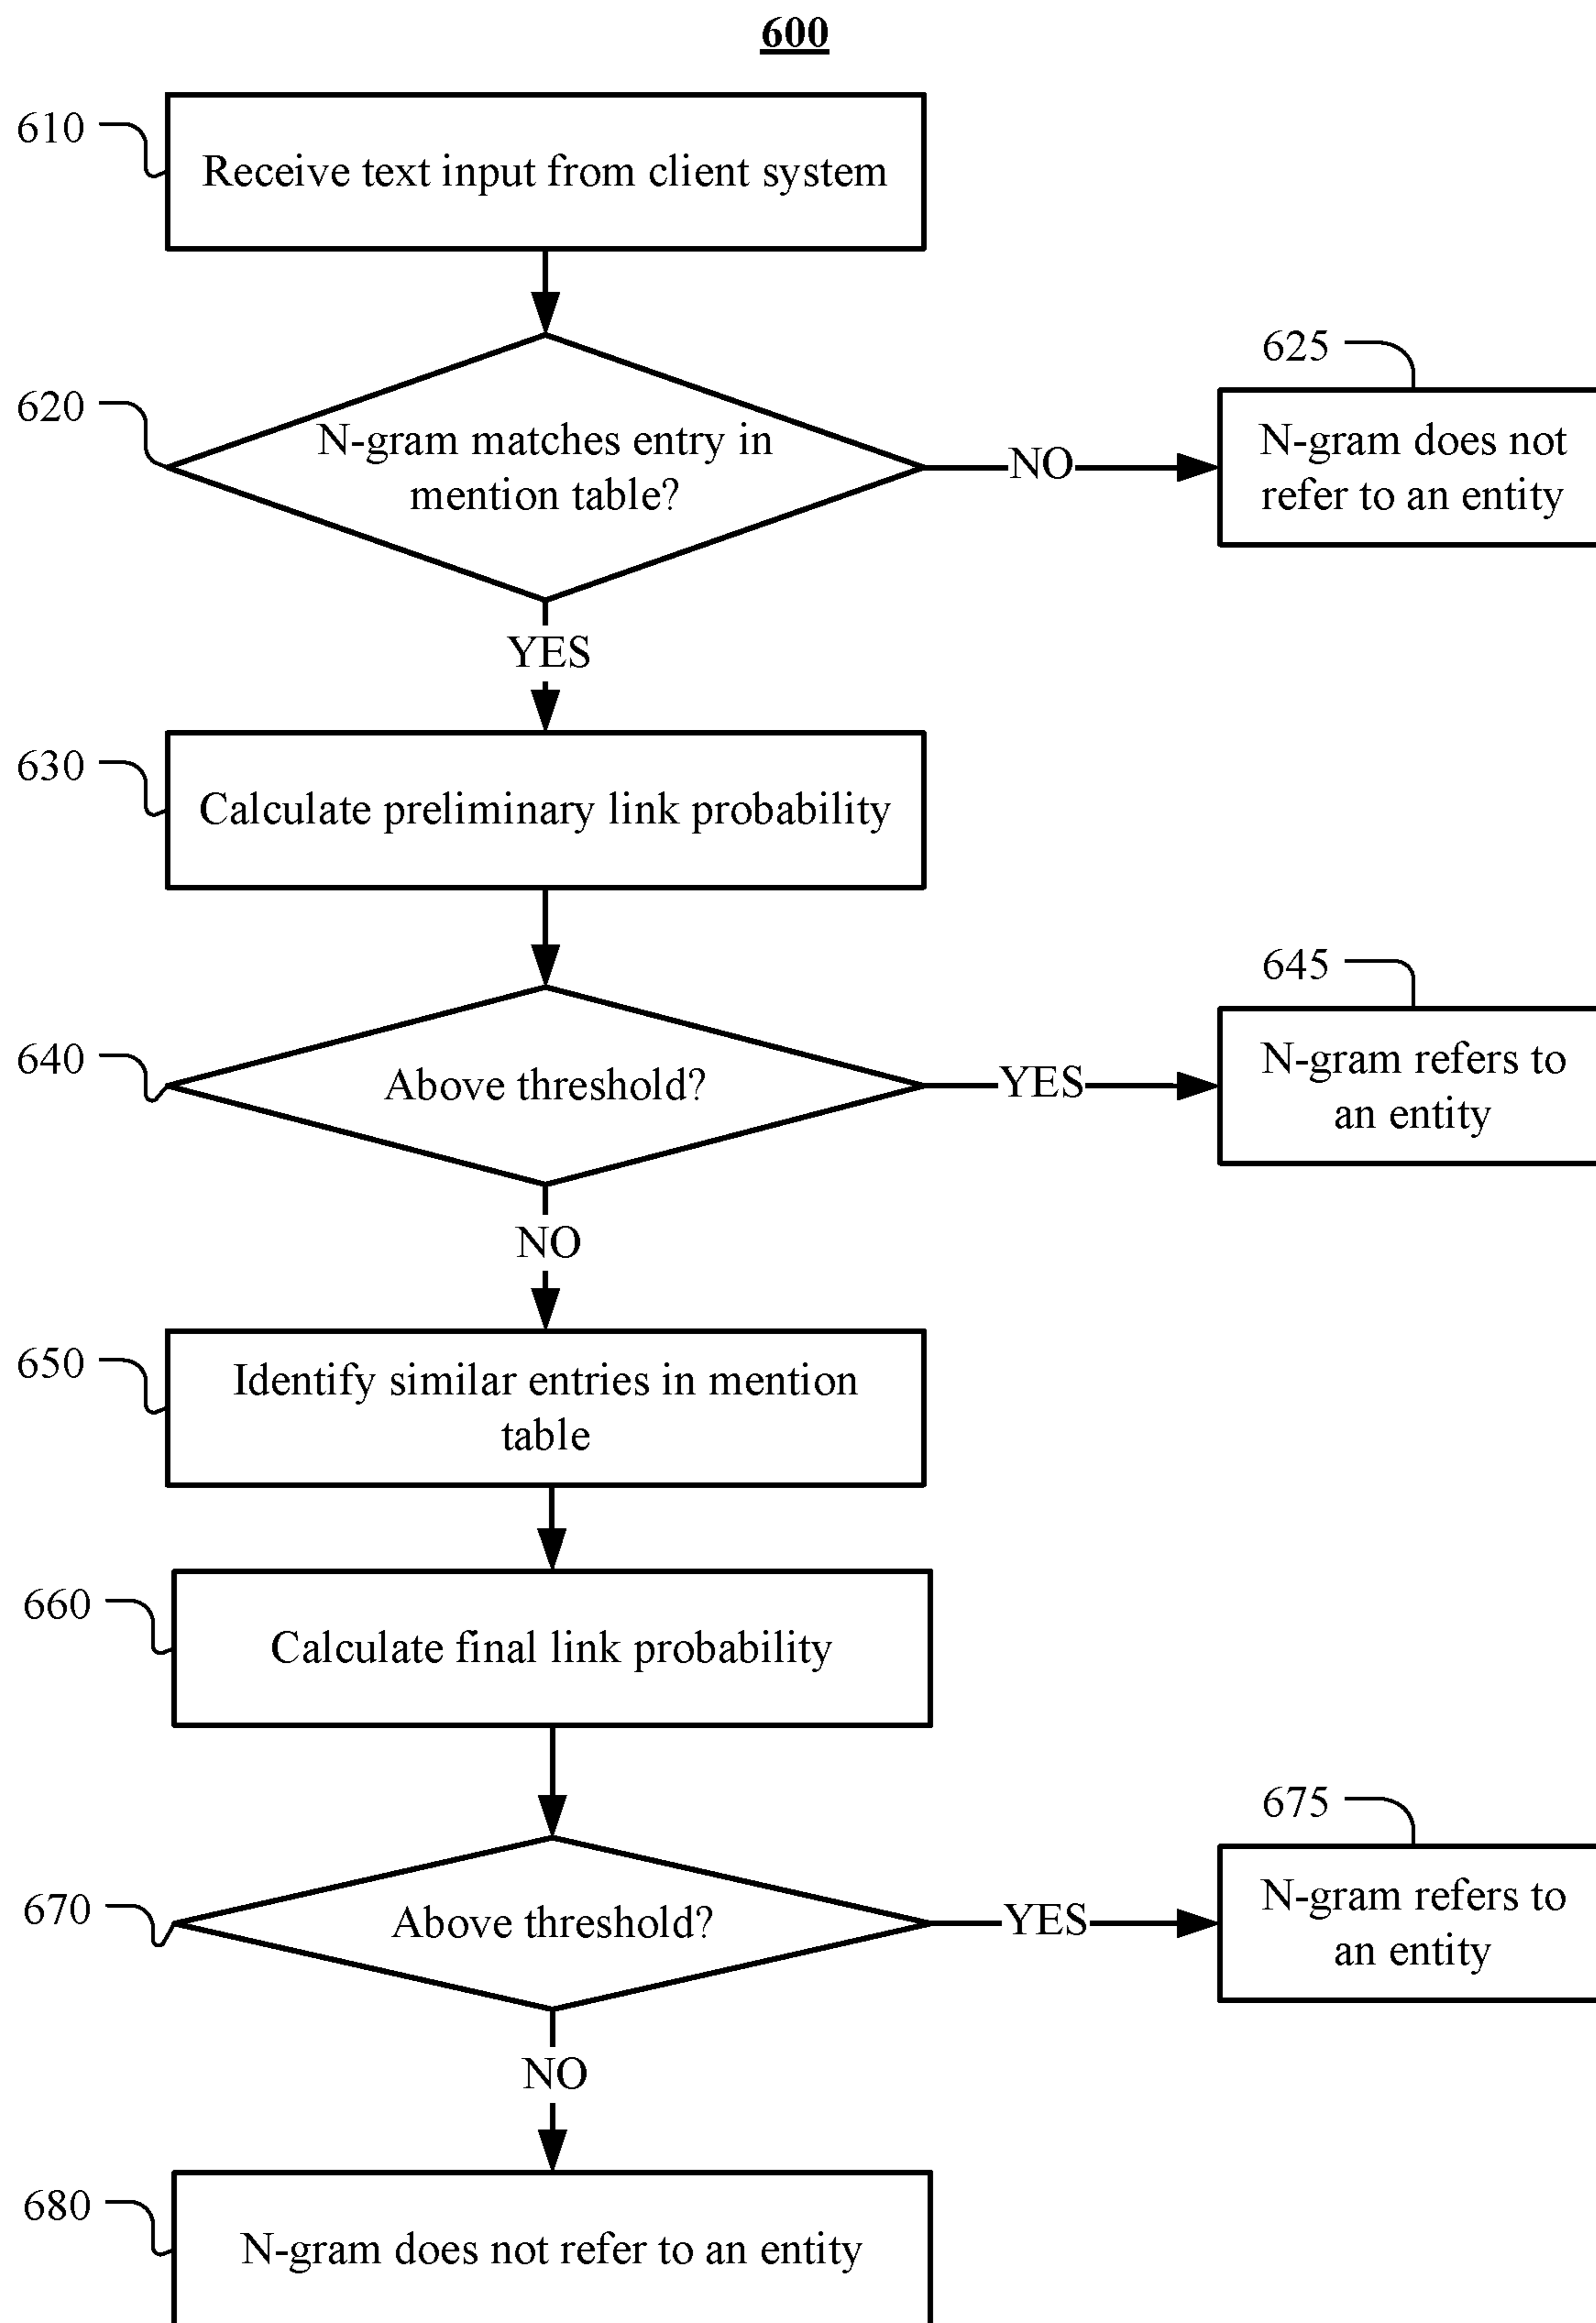 600
610
Receive text input from client system
620
N-gram matches entry in
mention table?
NO
625
N-gram does not
refer to an entity
YES
630
Calculate preliminary link probability
640
Above threshold?
YES
645
N-gram refers to
an entity
NO
650
Identify similar entries in mention
table
660
Calculate final link probability
670
Above threshold?
YES
675
N-gram refers to
an entity
NO
680
N-gram does not refer to an entity